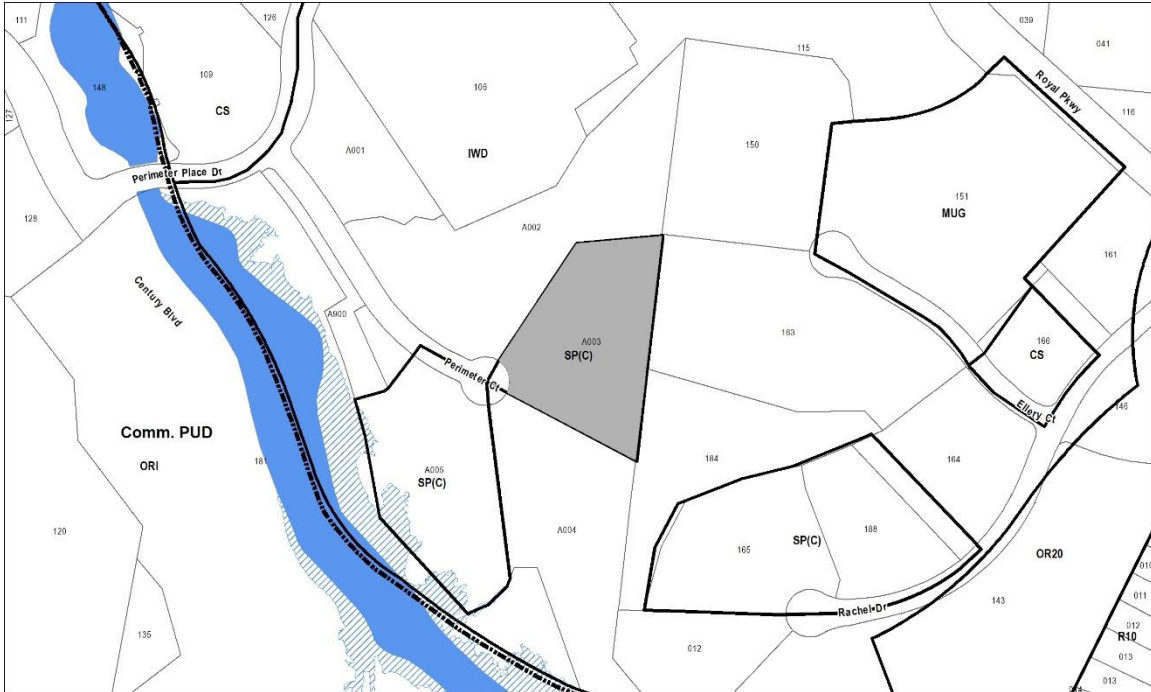 111
126
039
041
115
148
109
106
Royal Pkwy
127
CS
116
150
A001
IWD
Perimeter Place Dr
151
MUG
128
A002
161
Century Blvd
A900
163
166
A003
SP(C)
CS
Perimeter Ct
Ellery Ct
146
Comm. PUD
ORI
181
184
164
A005
SP(C)
120
A004
188
165
SP(C)
OR20
010
143
011
Rachel Dr
012
R10
135
012
013
013